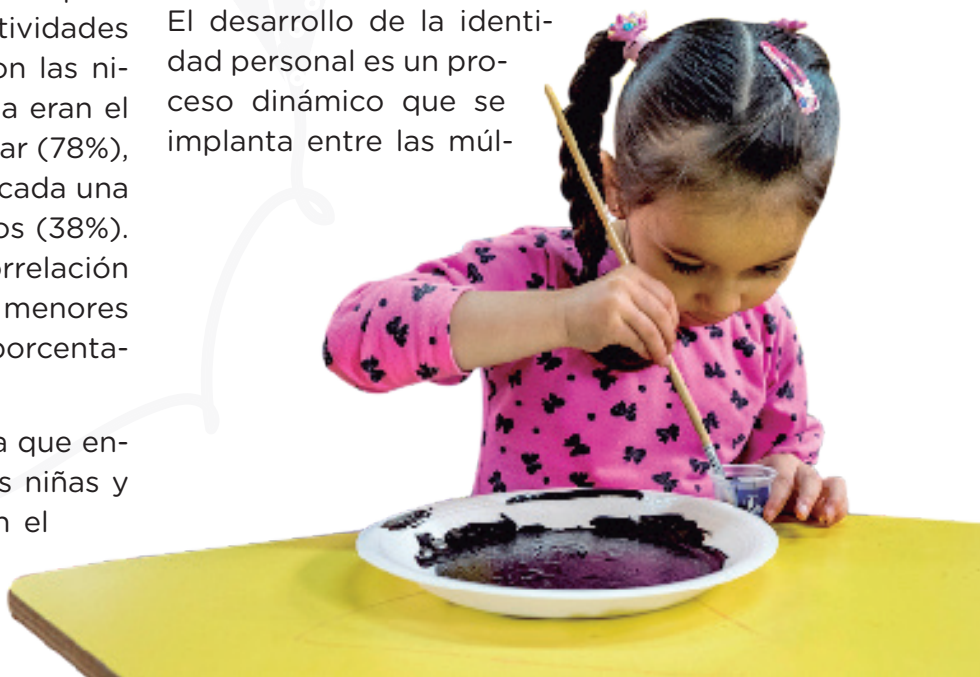 tividades
on las ni-
a eran el
ar (78%),
cada una
os (38%).
orrelación
menores
porcenta-
a que en-
s niñas y
n el
El desarrollo de la identi-
dad personal es un pro-
ceso dinámico que se
implanta entre las múl-